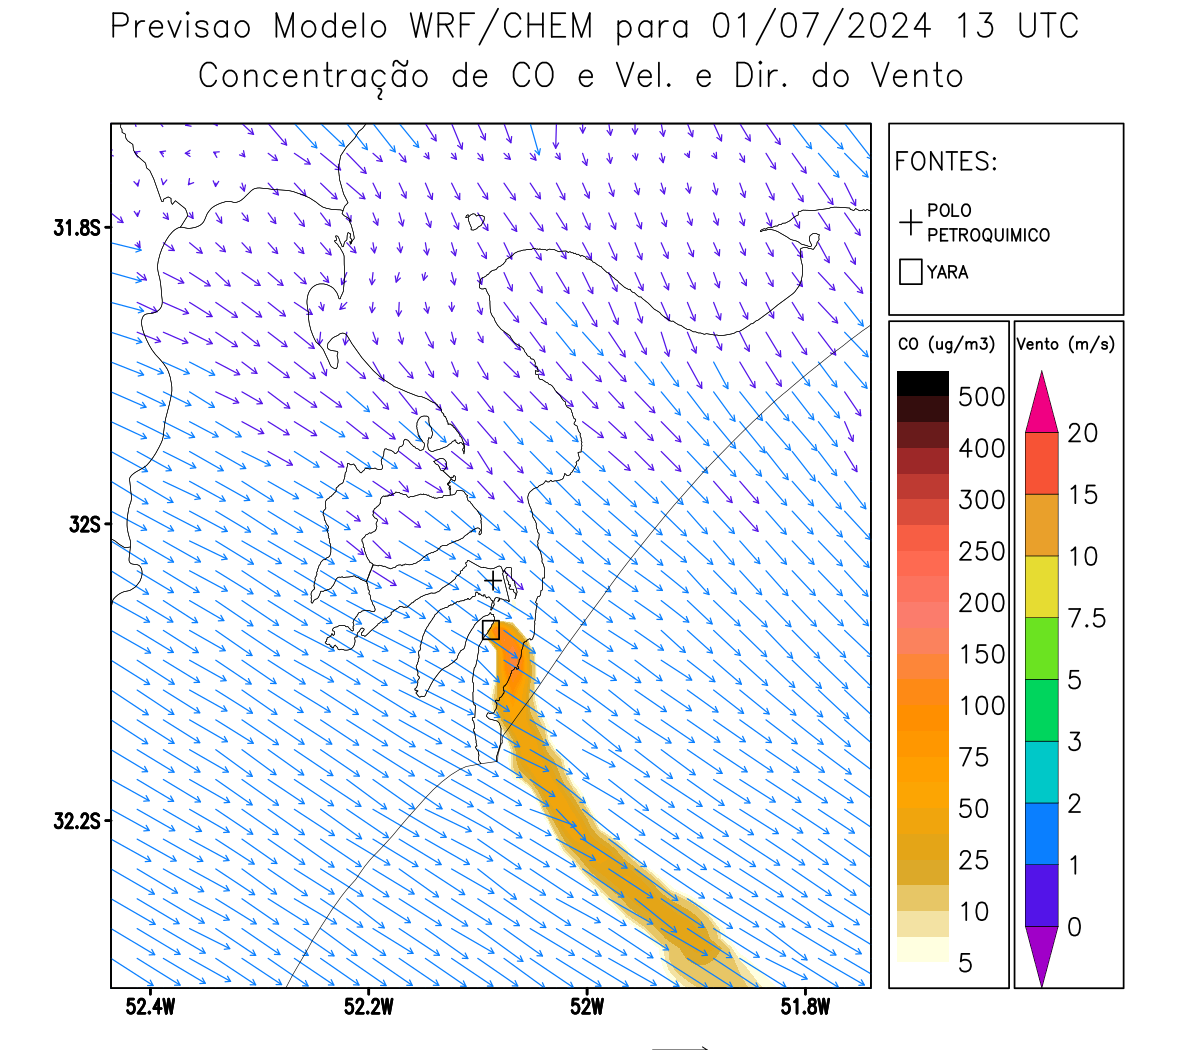 Previsao Modelo WRF/CHEM para 01/07/2024 13 UTC
Concentração de CO e Vel. e Dir. do Vento
FONTES:
POLO
PETROQUIMICO
YARA
CO (ug/m3)
500
400
300
250
200
150
100
75
50
25
10
5
Vento (m/s)
20
15
10
7.5
5
3
2
1
0
31.8S
32S
32.2S
52.4W
52.2W
52W
51.8W